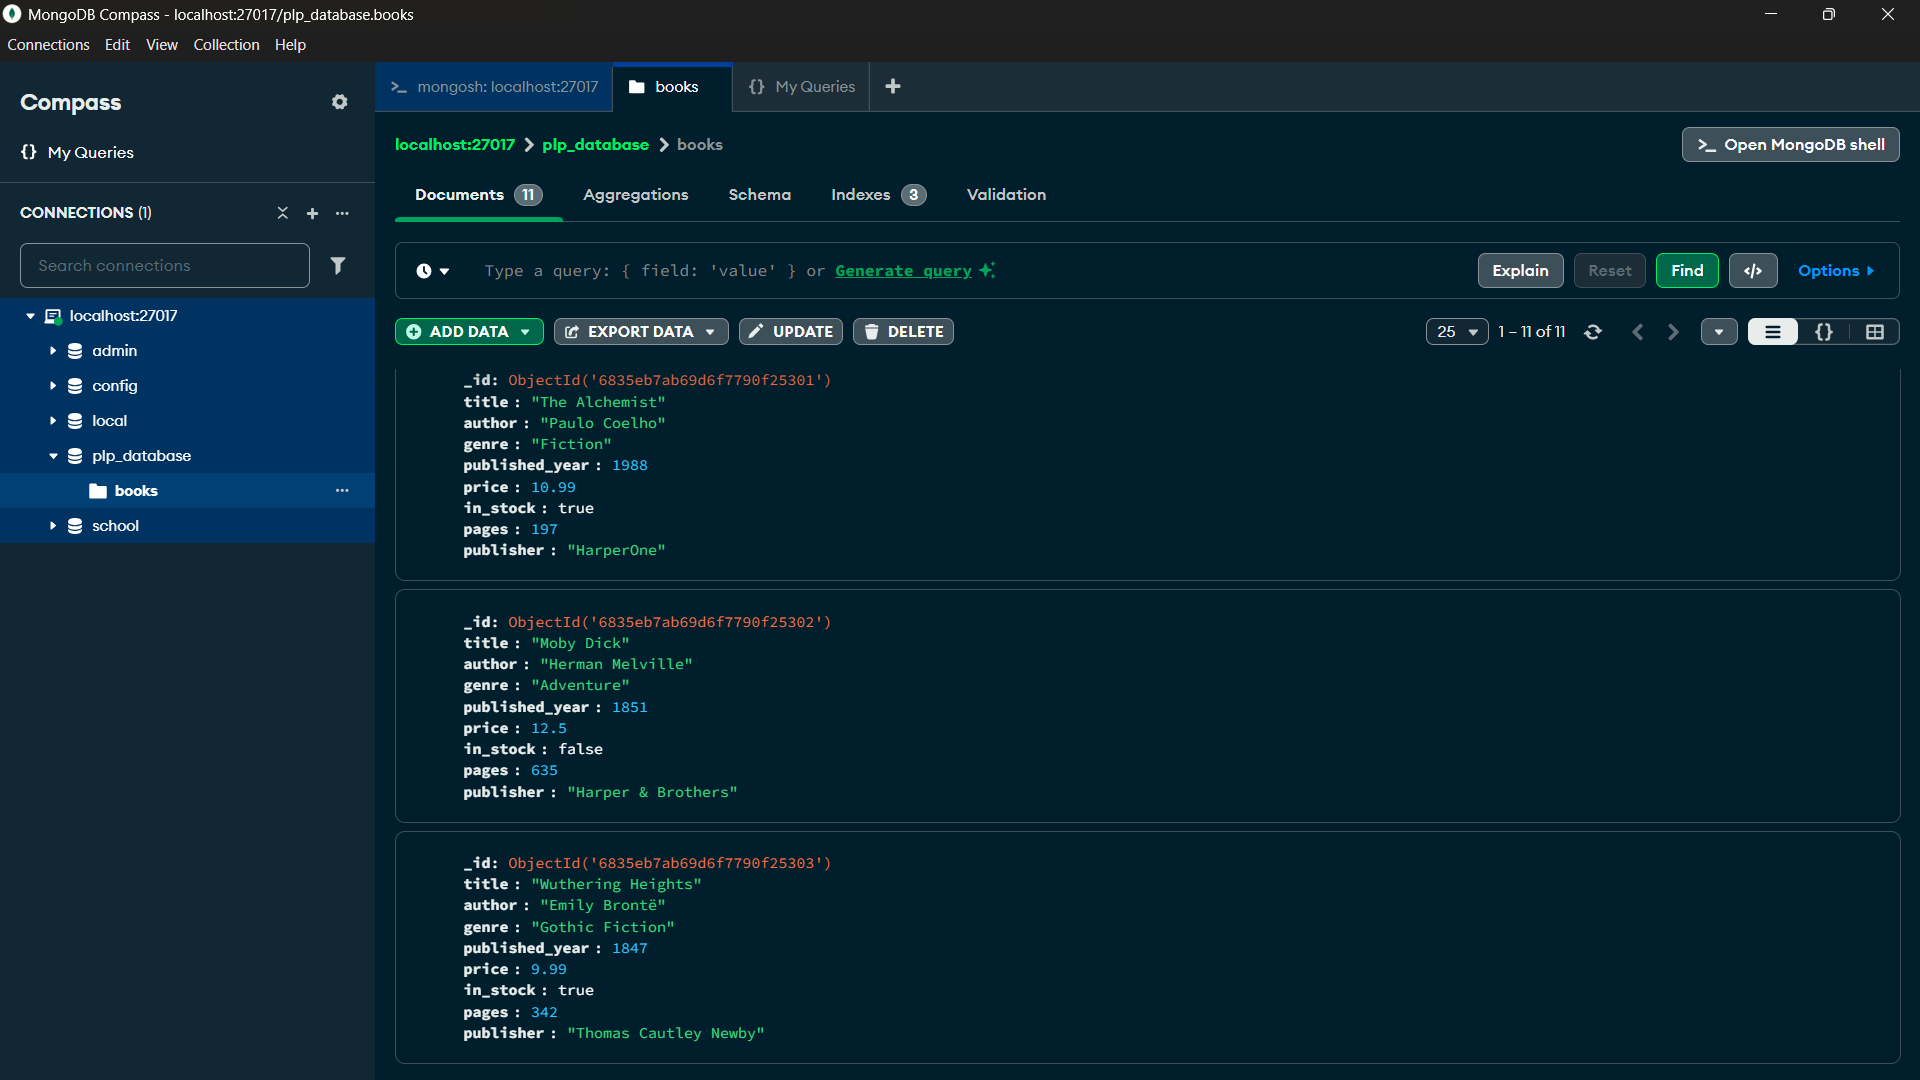 MongoDB Compass - localhost:27017/plp_database.books
Connections Edit View Collection Help
Compass
{} My Queries
CONNECTIONS (1)
Search connections
localhost:27017
admin
config
local
plp_database
books
school
>_ mongosh: localhost:27017
books
{} My Queries
localhost:27017 > plp_database > books
>_ Open MongoDB shell
Documents 11
Aggregations
Schema
Indexes 3
Validation
Type a query: { field: 'value' } or Generate query
Explain
Reset
Find
</>
Options
ADD DATA
EXPORT DATA
UPDATE
DELETE
25
1 – 11 of 11
{}
_id: ObjectId('6835eb7ab69d6f7790f25301')
title : "The Alchemist"
author : "Paulo Coelho"
genre : "Fiction"
published_year : 1988
price : 10.99
in_stock : true
pages : 197
publisher : "HarperOne"
_id: ObjectId('6835eb7ab69d6f7790f25302')
title : "Moby Dick"
author : "Herman Melville"
genre : "Adventure"
published_year : 1851
price : 12.5
in_stock : false
pages : 635
publisher : "Harper & Brothers"
_id: ObjectId('6835eb7ab69d6f7790f25303')
title : "Wuthering Heights"
author : "Emily Brontë"
genre : "Gothic Fiction"
published_year : 1847
price : 9.99
in_stock : true
pages : 342
publisher : "Thomas Cautley Newby"